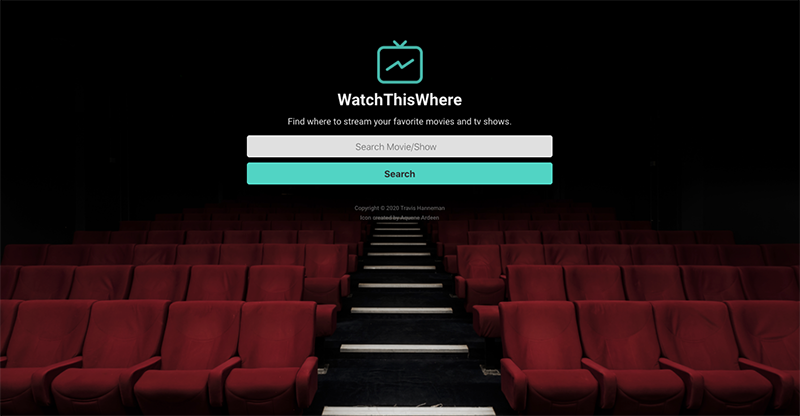 WatchThisWhere
Find where to stream your favorite movies and tv shows.
Search Movie/Show
Search
Copyright © 2020 Travis Hanneman
Icon created by Aquene Ardeen